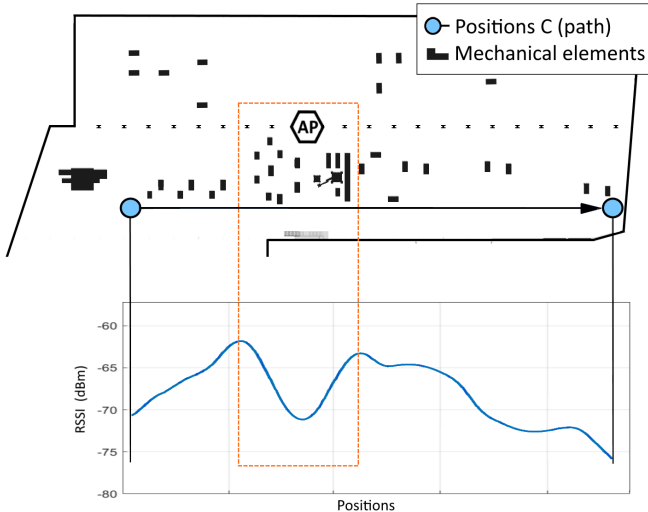 Positions C (path)
Mechanical elements
AP
-60
-65
-70
-75
-80
RSSI (dBm)
Positions